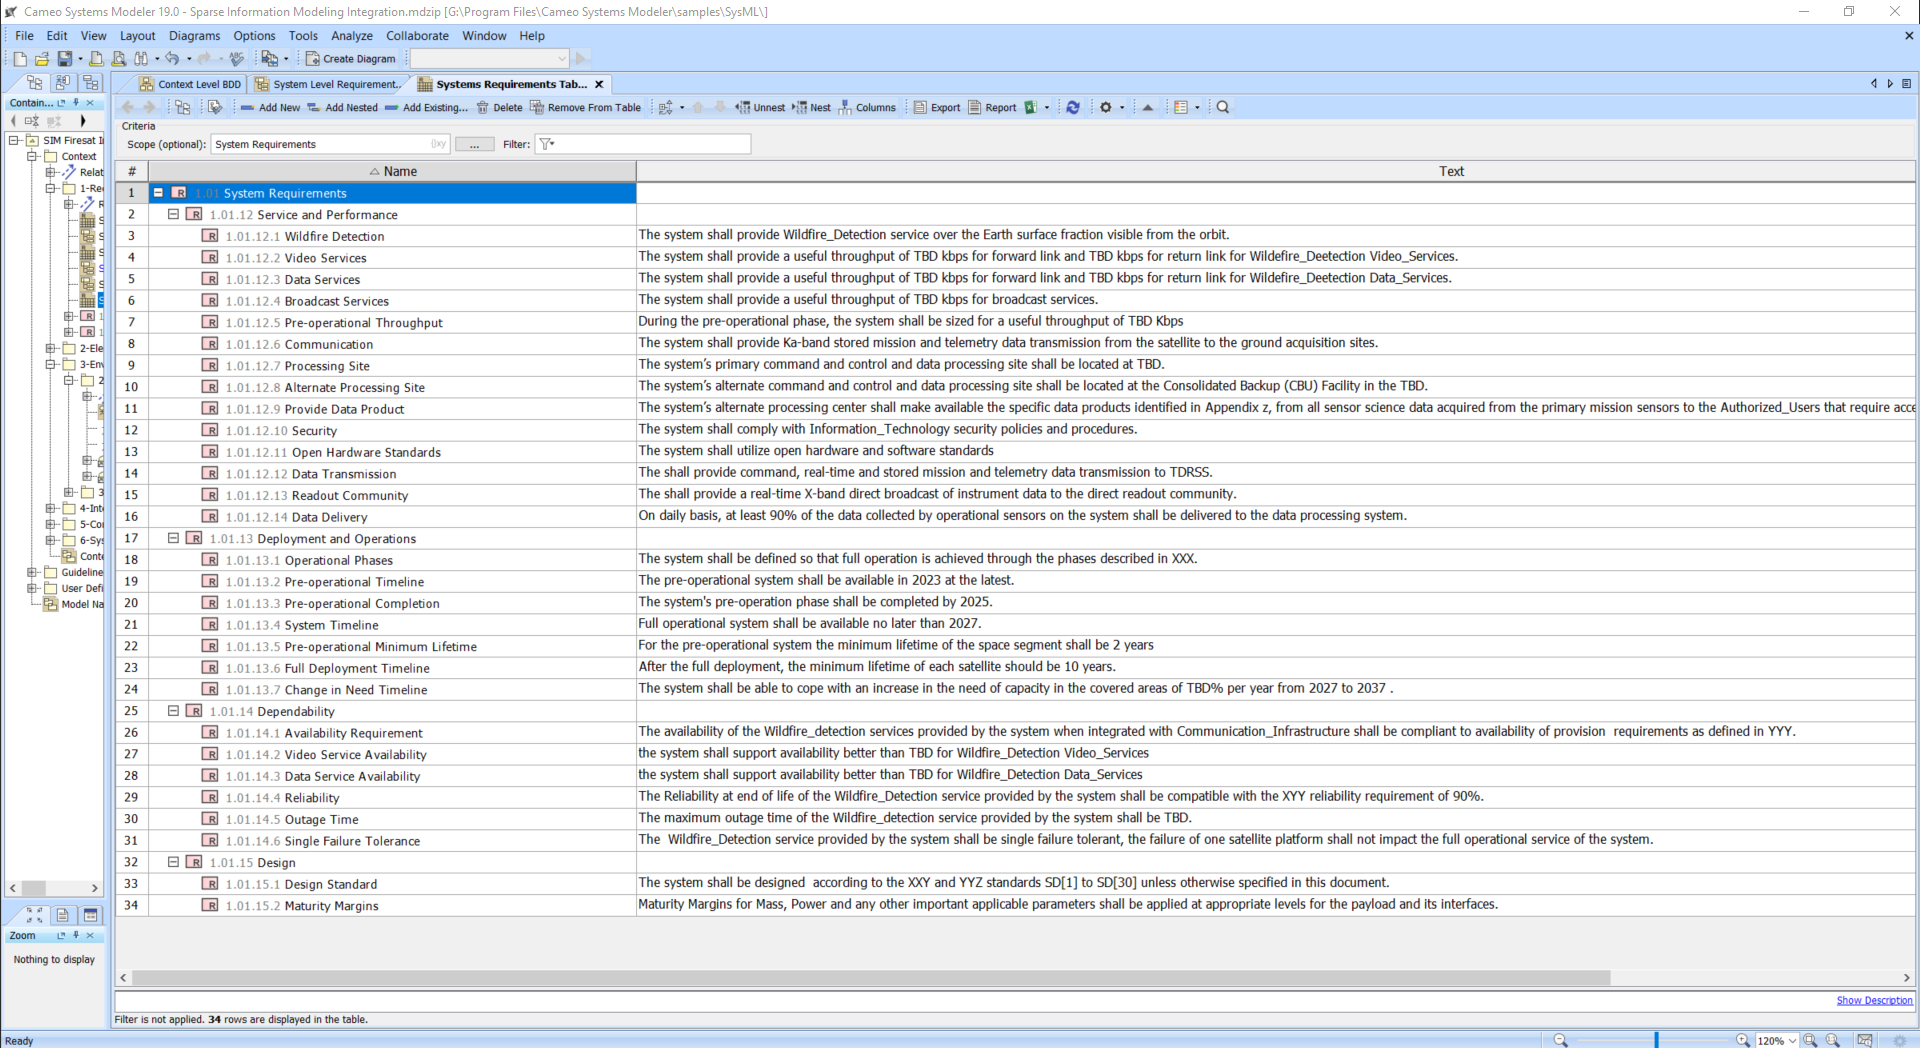 Cameo Systems Modeler 19.0 - Sparse Information Modeling Integration.mdzip [G:\Program Files\Cameo Systems Modeler\samples\SysML\]
File Edit View Layout Diagrams Options Tools Analyze Collaborate Window Help
Create Diagram
Context Level BDD System Level Requirement... Systems Requirements Tab...
Contain...
Add New Add Nested Add Existing... Delete Remove From Table Unnest Nest Columns Export Report
Criteria
Scope (optional): System Requirements ... Filter:
SIM Firesat I
Context
Relat
1-Re
2-Ele
3-Env
4-Int
5-Co
6-Sy
Conte
Guideline
User Defi
Model Na
Zoom
Nothing to display
# Name Text
1 1.01 System Requirements
2 1.01.12 Service and Performance
3 1.01.12.1 Wildfire Detection The system shall provide Wildfire_Detection service over the Earth surface fraction visible from the orbit.
4 1.01.12.2 Video Services The system shall provide a useful throughput of TBD kbps for forward link and TBD kbps for return link for Wildefire_Deetection Video_Services.
5 1.01.12.3 Data Services The system shall provide a useful throughput of TBD kbps for forward link and TBD kbps for return link for Wildefire_Deetection Data_Services.
6 1.01.12.4 Broadcast Services The system shall provide a useful throughput of TBD kbps for broadcast services.
7 1.01.12.5 Pre-operational Throughput During the pre-operational phase, the system shall be sized for a useful throughput of TBD Kbps
8 1.01.12.6 Communication The system shall provide Ka-band stored mission and telemetry data transmission from the satellite to the ground acquisition sites.
9 1.01.12.7 Processing Site The system’s primary command and control and data processing site shall be located at TBD.
10 1.01.12.8 Alternate Processing Site The system’s alternate command and control and data processing site shall be located at the Consolidated Backup (CBU) Facility in the TBD.
11 1.01.12.9 Provide Data Product The system’s alternate processing center shall make available the specific data products identified in Appendix z, from all sensor science data acquired from the primary mission sensors to the Authorized_Users that require acce
12 1.01.12.10 Security The system shall comply with Information_Technology security policies and procedures.
13 1.01.12.11 Open Hardware Standards The system shall utilize open hardware and software standards
14 1.01.12.12 Data Transmission The shall provide command, real-time and stored mission and telemetry data transmission to TDRSS.
15 1.01.12.13 Readout Community The shall provide a real-time X-band direct broadcast of instrument data to the direct readout community.
16 1.01.12.14 Data Delivery On daily basis, at least 90% of the data collected by operational sensors on the system shall be delivered to the data processing system.
17 1.01.13 Deployment and Operations
18 1.01.13.1 Operational Phases The system shall be defined so that full operation is achieved through the phases described in XXX.
19 1.01.13.2 Pre-operational Timeline The pre-operational system shall be available in 2023 at the latest.
20 1.01.13.3 Pre-operational Completion The system's pre-operation phase shall be completed by 2025.
21 1.01.13.4 System Timeline Full operational system shall be available no later than 2027.
22 1.01.13.5 Pre-operational Minimum Lifetime For the pre-operational system the minimum lifetime of the space segment shall be 2 years
23 1.01.13.6 Full Deployment Timeline After the full deployment, the minimum lifetime of each satellite should be 10 years.
24 1.01.13.7 Change in Need Timeline The system shall be able to cope with an increase in the need of capacity in the covered areas of TBD% per year from 2027 to 2037 .
25 1.01.14 Dependability
26 1.01.14.1 Availability Requirement The availability of the Wildfire_detection services provided by the system when integrated with Communication_Infrastructure shall be compliant to availability of provision requirements as defined in YYY.
27 1.01.14.2 Video Service Availability the system shall support availability better than TBD for Wildfire_Detection Video_Services
28 1.01.14.3 Data Service Availability the system shall support availability better than TBD for Wildfire_Detection Data_Services
29 1.01.14.4 Reliability The Reliability at end of life of the Wildfire_Detection service provided by the system shall be compatible with the XYY reliability requirement of 90%.
30 1.01.14.5 Outage Time The maximum outage time of the Wildfire_detection service provided by the system shall be TBD.
31 1.01.14.6 Single Failure Tolerance The Wildfire_Detection service provided by the system shall be single failure tolerant, the failure of one satellite platform shall not impact the full operational service of the system.
32 1.01.15 Design
33 1.01.15.1 Design Standard The system shall be designed according to the XXY and YYZ standards SD[1] to SD[30] unless otherwise specified in this document.
34 1.01.15.2 Maturity Margins Maturity Margins for Mass, Power and any other important applicable parameters shall be applied at appropriate levels for the payload and its interfaces.
Show Description
Filter is not applied. 34 rows are displayed in the table.
Ready 120%